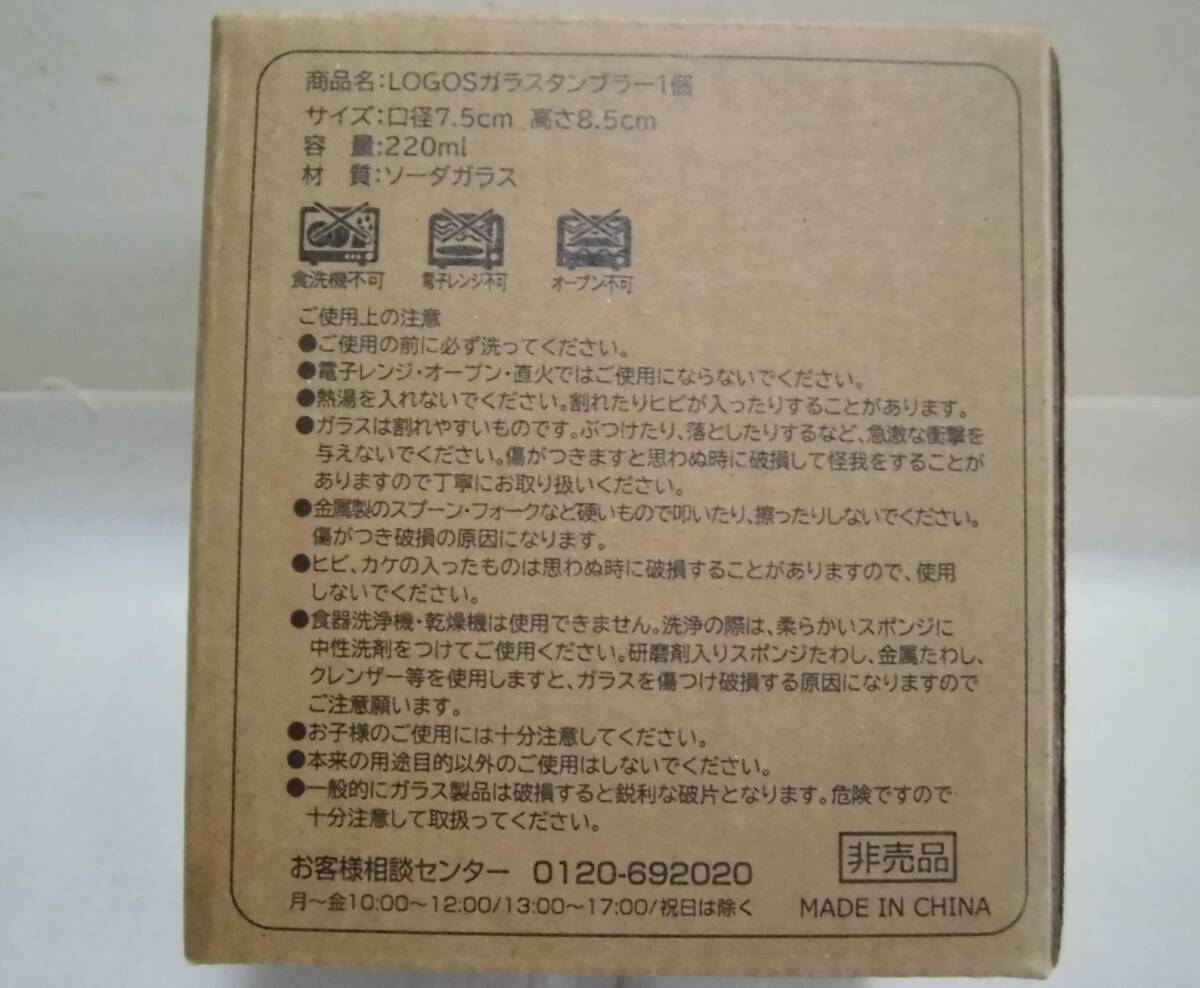 商品名:LOGOSガラスタンブラー1個
サイズ:口径7.5cm 高さ8.5cm
容 量:220ml
材 質:ソーダガラス
食洗機不可 電子レンジ不可 オーブン不可
ご使用上の注意
●ご使用の前に必ず洗ってください。
●電子レンジ・オーブン・直火ではご使用にならないでください。
●熱湯を入れないでください。割れたりヒビが入ったりすることがあります。
●ガラスは割れやすいものです。ぶつけたり、落としたりするなど、急激な衝撃を
与えないでください。傷がつきますと思わぬ時に破損して怪我をすることが
ありますので丁寧にお取り扱いください。
●金属製のスプーン・フォークなど硬いもので叩いたり、擦ったりしないでください。
傷がつき破損の原因になります。
●ヒビ、カケの入ったものは思わぬ時に破損することがありますので、使用
しないでください。
●食器洗浄機・乾燥機は使用できません。洗浄の際は、柔らかいスポンジに
中性洗剤をつけてご使用ください。研磨剤入りスポンジたわし、金属たわし、
クレンザー等を使用しますと、ガラスを傷つけ破損する原因になりますので
ご注意願います。
●お子様のご使用には十分注意してください。
●本来の用途目的以外のご使用はしないでください。
●一般的にガラス製品は破損すると鋭利な破片となります。危険ですので
十分注意して取扱ってください。
お客様相談センター 0120-692020
月～金10:00～12:00/13:00～17:00/祝日は除く
非売品
MADE IN CHINA